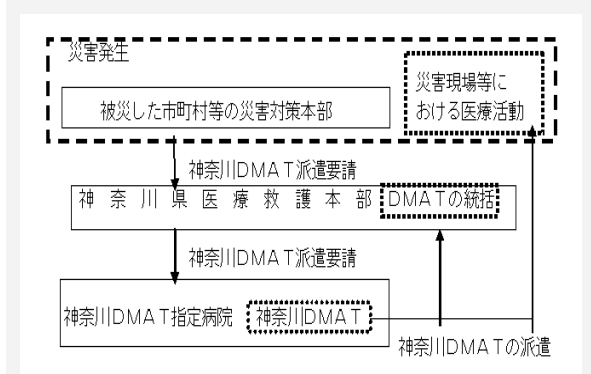 災害発生
災害現場等に
おける医療活動
被災した市町村等の災害対策本部
神奈川DMAT派遣要請
神奈川県医療救護本部 DMATの統括
神奈川DMAT派遣要請
神奈川DMAT指定病院 神奈川DMAT
神奈川DMATの派遣